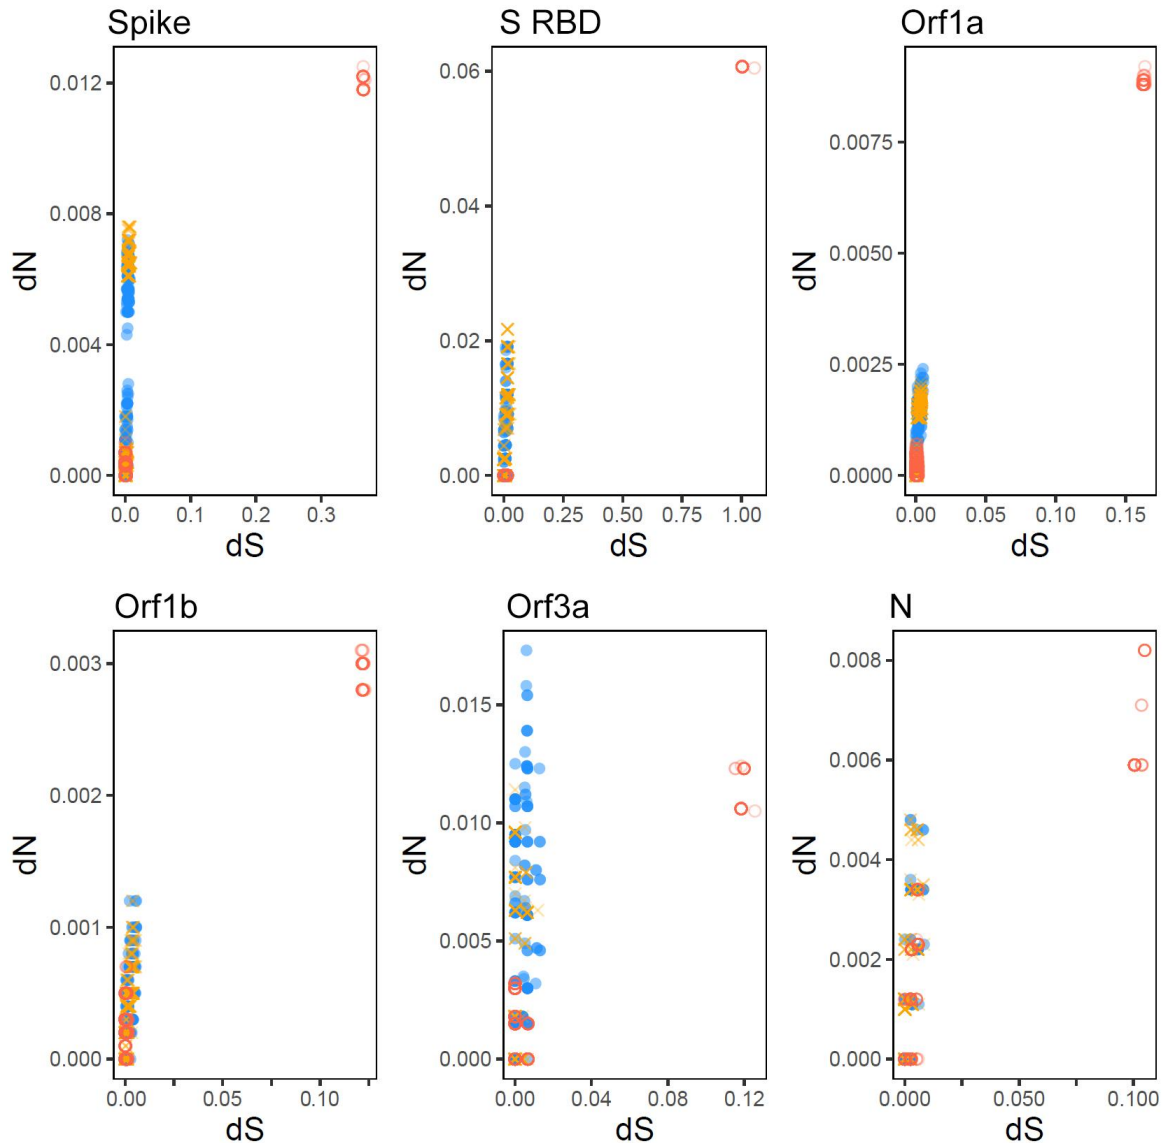 Spike
S RBD
Orf1a
0.012
0.008
0.004
0.000
dN
0.0 0.1 0.2 0.3
dS
0.06
0.04
0.02
0.00
dN
0.00 0.25 0.50 0.75 1.00
dS
0.0075
0.0050
0.0025
0.0000
dN
0.00 0.05 0.10 0.15
dS
Orf1b
Orf3a
N
0.003
0.002
0.001
0.000
dN
0.00 0.05 0.10
dS
0.015
0.010
0.005
0.000
dN
0.00 0.04 0.08 0.12
dS
0.008
0.006
0.004
0.002
0.000
dN
0.000 0.050 0.100
dS